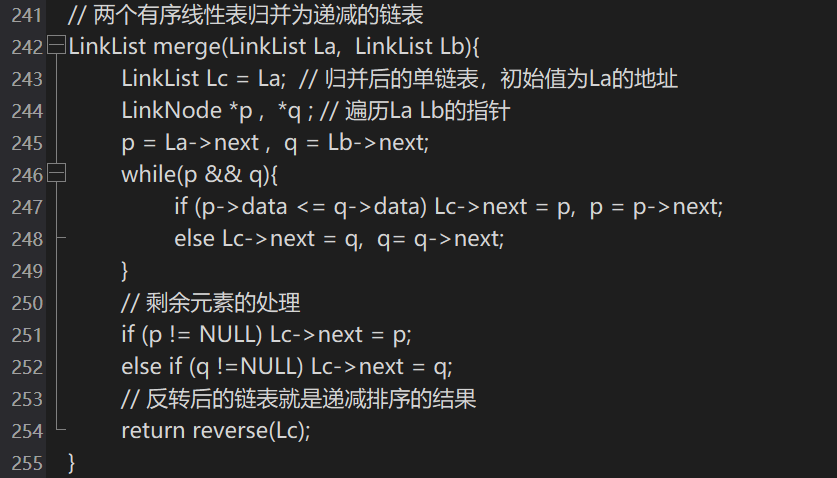 241 // 两个有序线性表归并为递减的链表
242 LinkList merge(LinkList La, LinkList Lb){
243 LinkList Lc = La; // 归并后的单链表，初始值为La的地址
244 LinkNode *p , *q ; // 遍历La Lb的指针
245 p = La->next , q = Lb->next;
246 while(p && q){
247 if (p->data <= q->data) Lc->next = p, p = p->next;
248 else Lc->next = q, q= q->next;
249 }
250 // 剩余元素的处理
251 if (p != NULL) Lc->next = p;
252 else if (q !=NULL) Lc->next = q;
253 // 反转后的链表就是递减排序的结果
254 return reverse(Lc);
255 }